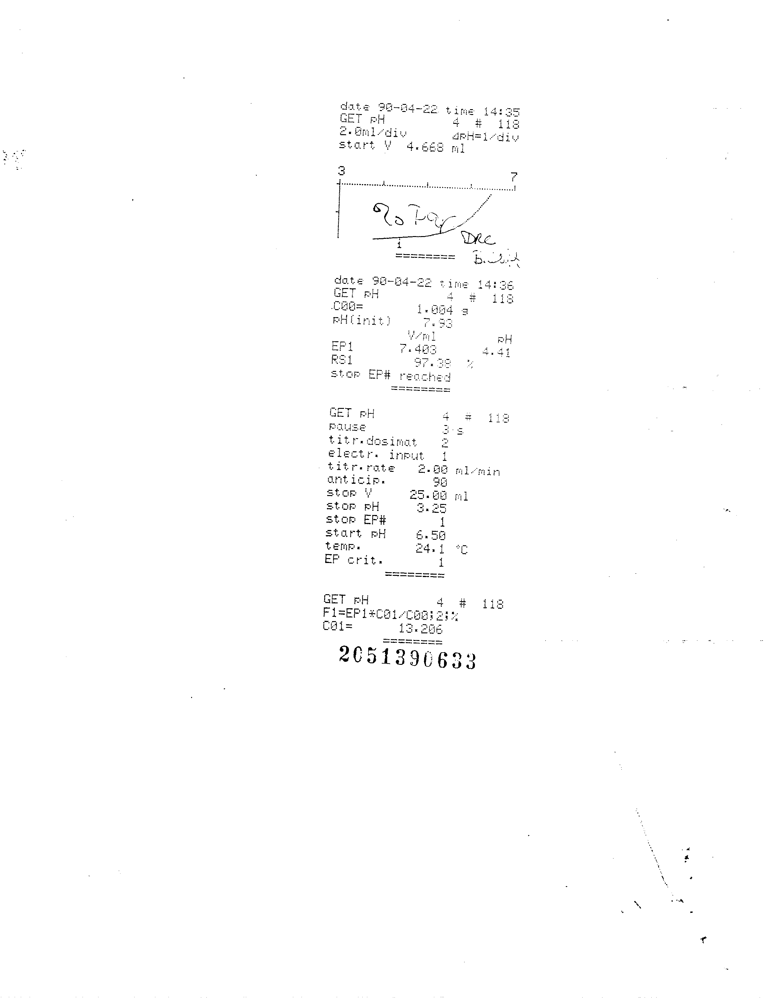 date 90-04-22 time 14:35
GET pH 4 # 118
2.0ml/div ΔpH=1/div
start V 4.668 ml
3 7
DRC
1
========
date 90-04-22 time 14:36
GET pH 4 # 118
C00= 1.004 g
pH(init) 7.93
V/ml pH
EP1 7.403 4.41
RS1 97.38 %
stop EP# reached
========
GET pH 4 # 118
pause 3 s
titr.dosimat 2
electr. input 1
titr.rate 2.00 ml/min
anticip. 90
stop V 25.00 ml
stop pH 3.25
stop EP# 1
start pH 6.50
temp. 24.1 °C
EP crit. 1
========
GET pH 4 # 118
F1=EP1*C01/C00;2;%
C01= 13.206
========
2051390633